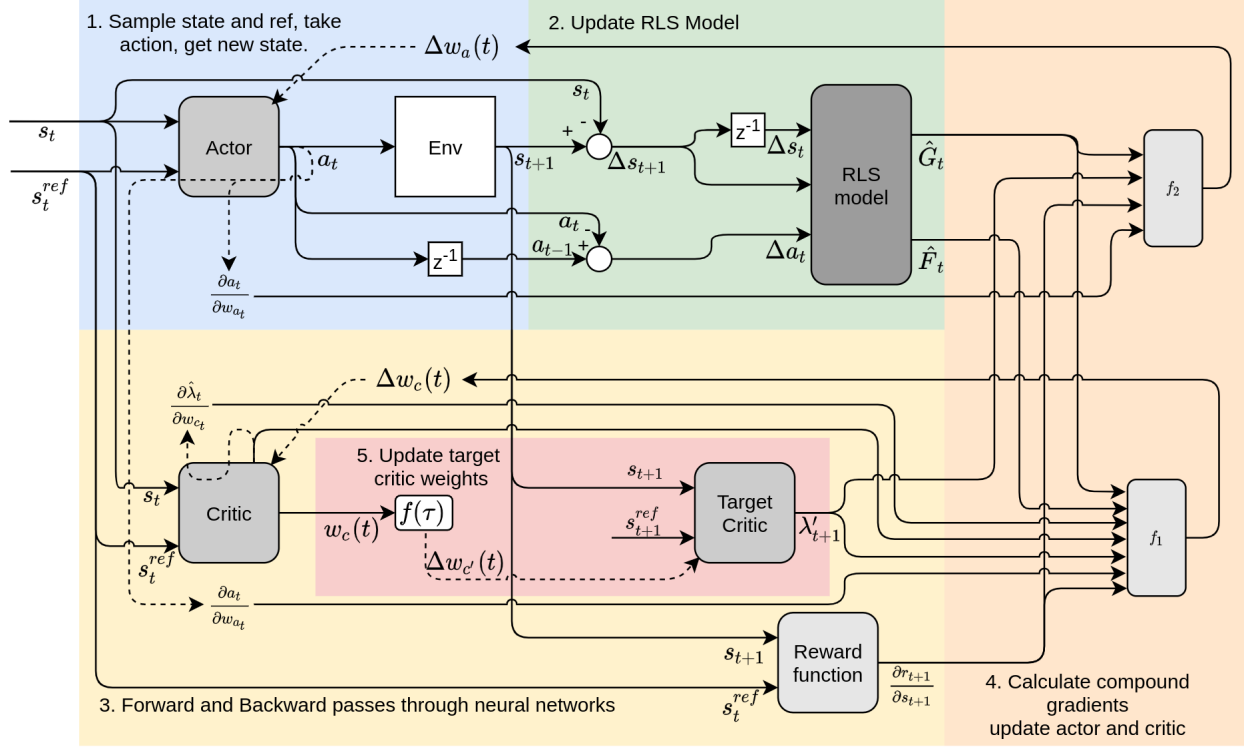 1. Sample state and ref, take
action, get new state.
2. Update RLS Model
Δw_a(t)
s_t
s_t
s_t^{ref}
Actor
a_t
Env
s_{t+1}
+
-
Δs_{t+1}
z^{-1}
Δs_t
RLS
model
Ĝ_t
f_2
a_t
-
a_{t-1}
+
z^{-1}
Δa_t
F̂_t
∂a_t
∂w_{a_t}
Δw_c(t)
∂λ̂_t
∂w_{c_t}
5. Update target
critic weights
s_t
Critic
s_t^{ref}
w_c(t)
f(τ)
Δw_{c'}(t)
s_{t+1}
s_{t+1}^{ref}
Target
Critic
λ'_{t+1}
f_1
∂a_t
∂w_{a_t}
s_{t+1}
s_t^{ref}
Reward
function
∂r_{t+1}
∂s_{t+1}
3. Forward and Backward passes through neural networks
4. Calculate compound
gradients
update actor and critic